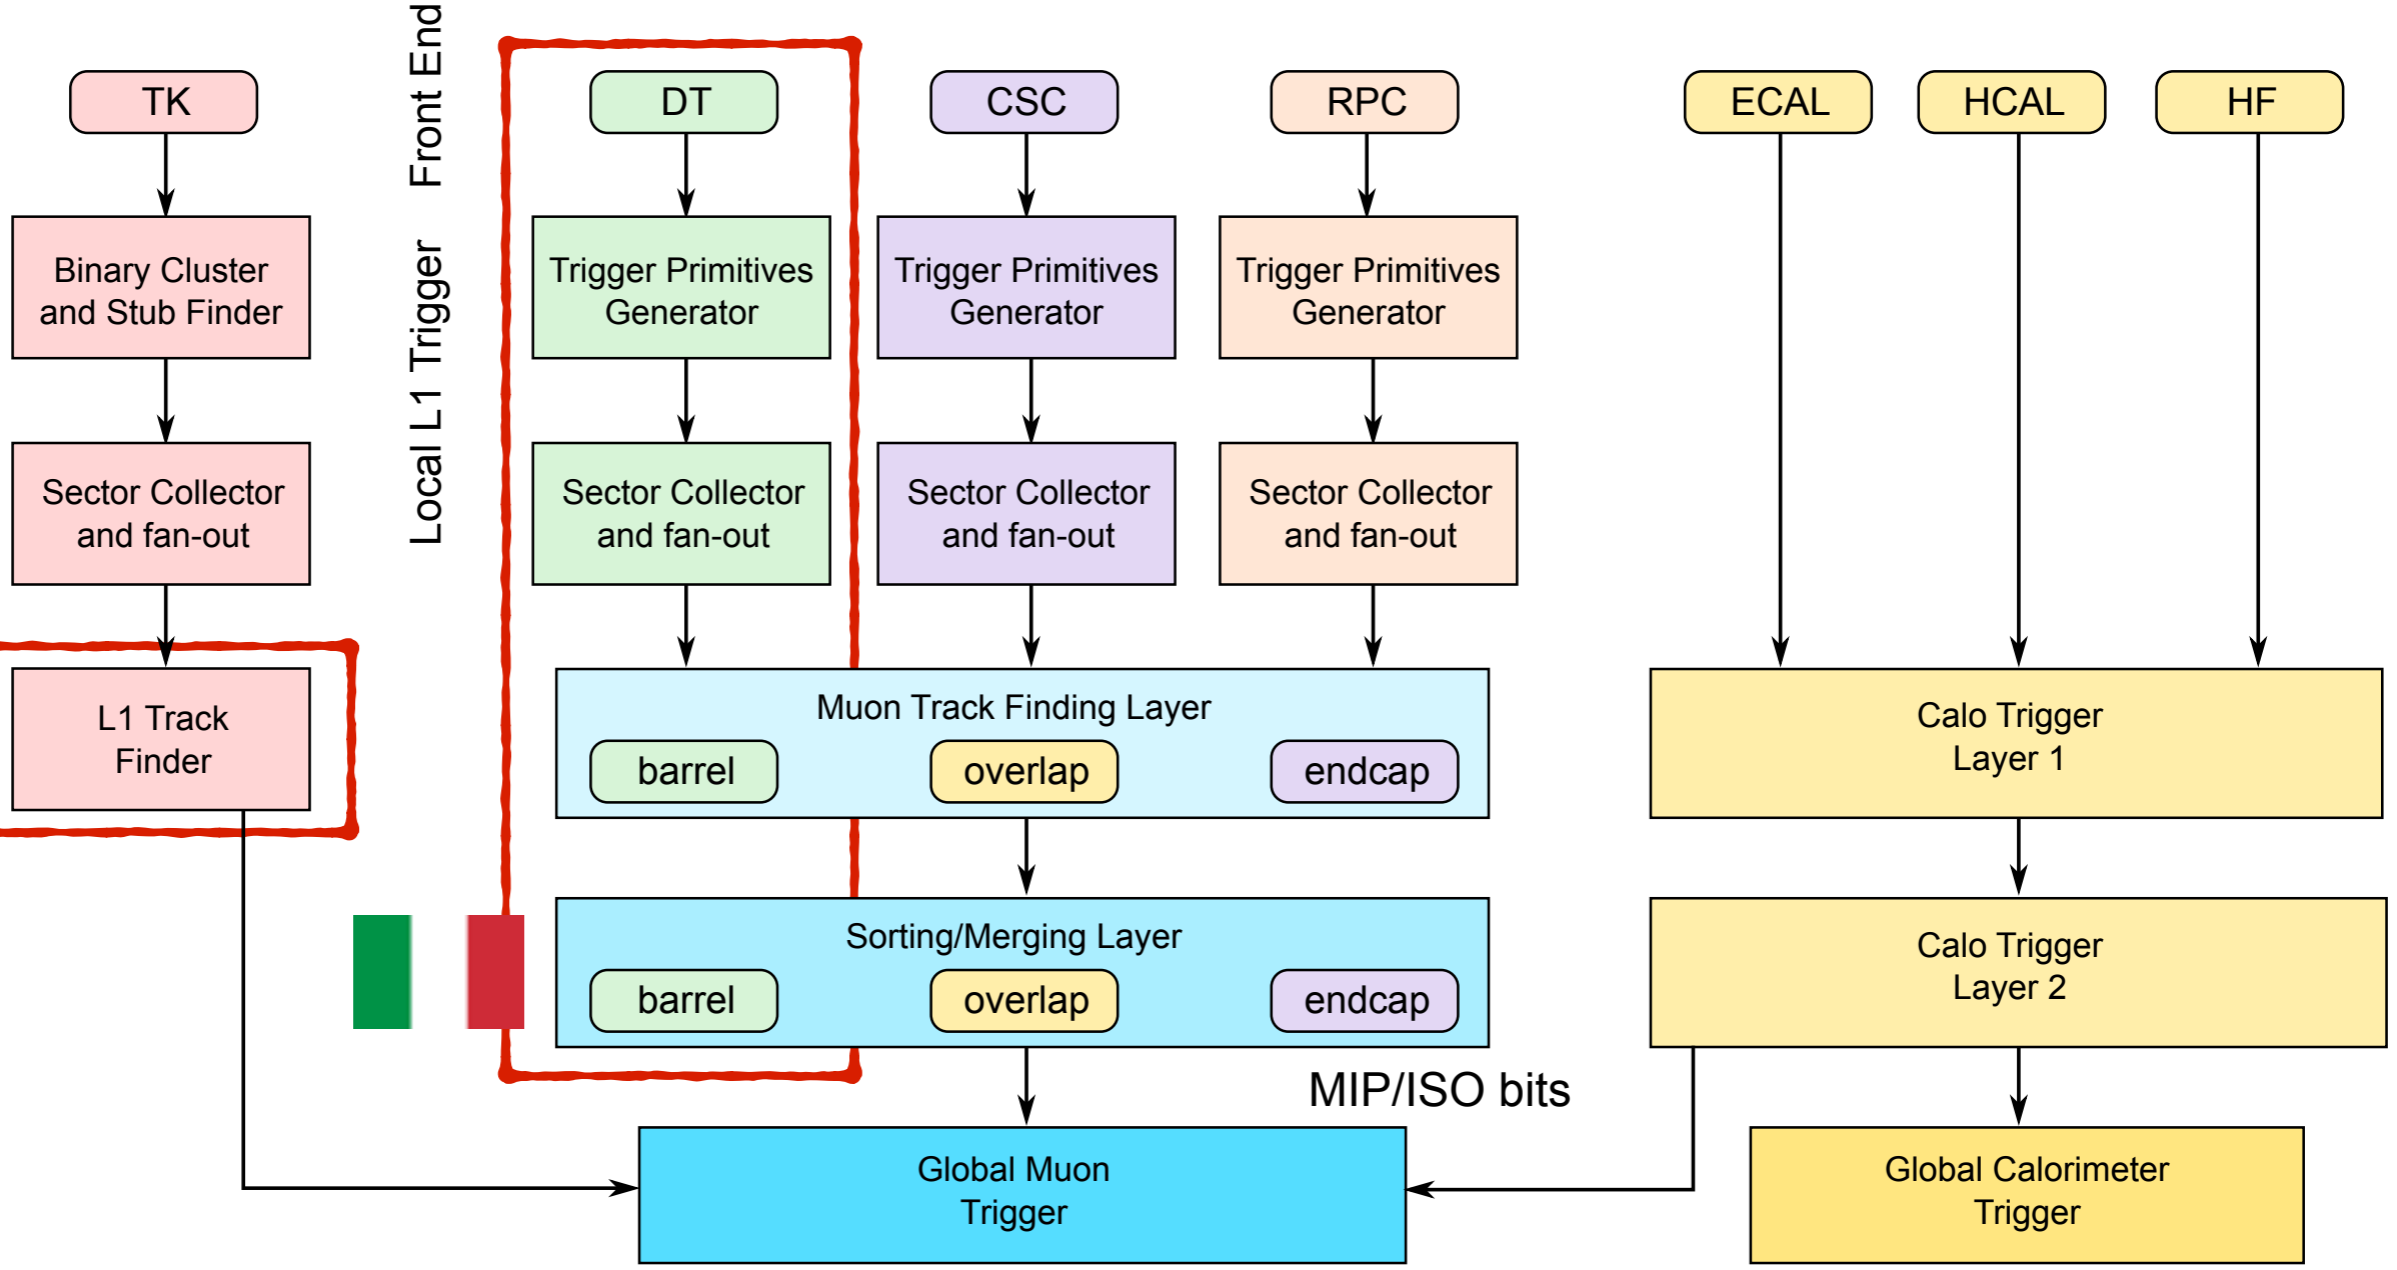 TK
DT
CSC
RPC
ECAL
HCAL
HF
Front End
Local L1 Trigger
Binary Cluster
and Stub Finder
Trigger Primitives
Generator
Trigger Primitives
Generator
Trigger Primitives
Generator
Sector Collector
and fan-out
Sector Collector
and fan-out
Sector Collector
and fan-out
Sector Collector
and fan-out
L1 Track
Finder
Muon Track Finding Layer
barrel
overlap
endcap
Calo Trigger
Layer 1
Sorting/Merging Layer
barrel
overlap
endcap
Calo Trigger
Layer 2
MIP/ISO bits
Global Muon
Trigger
Global Calorimeter
Trigger